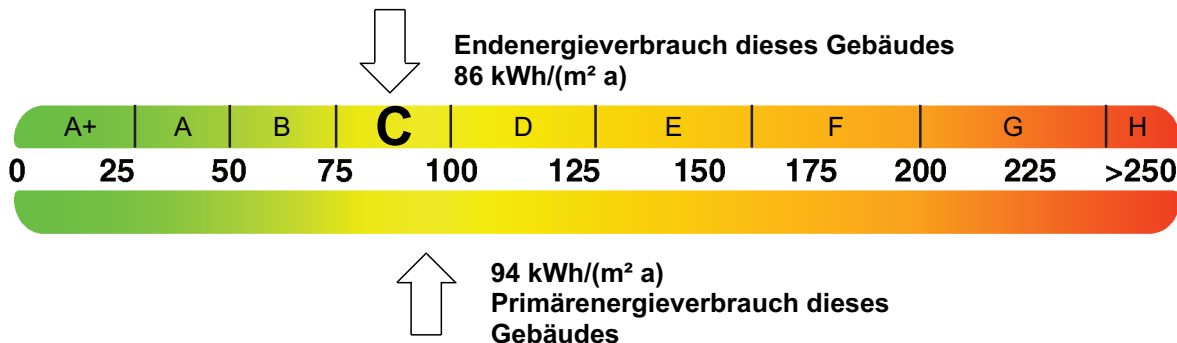 Endenergieverbrauch dieses Gebäudes
86 kWh/(m² a)
A+ A B C D E F G H
0 25 50 75 100 125 150 175 200 225 >250
94 kWh/(m² a)
Primärenergieverbrauch dieses
Gebäudes